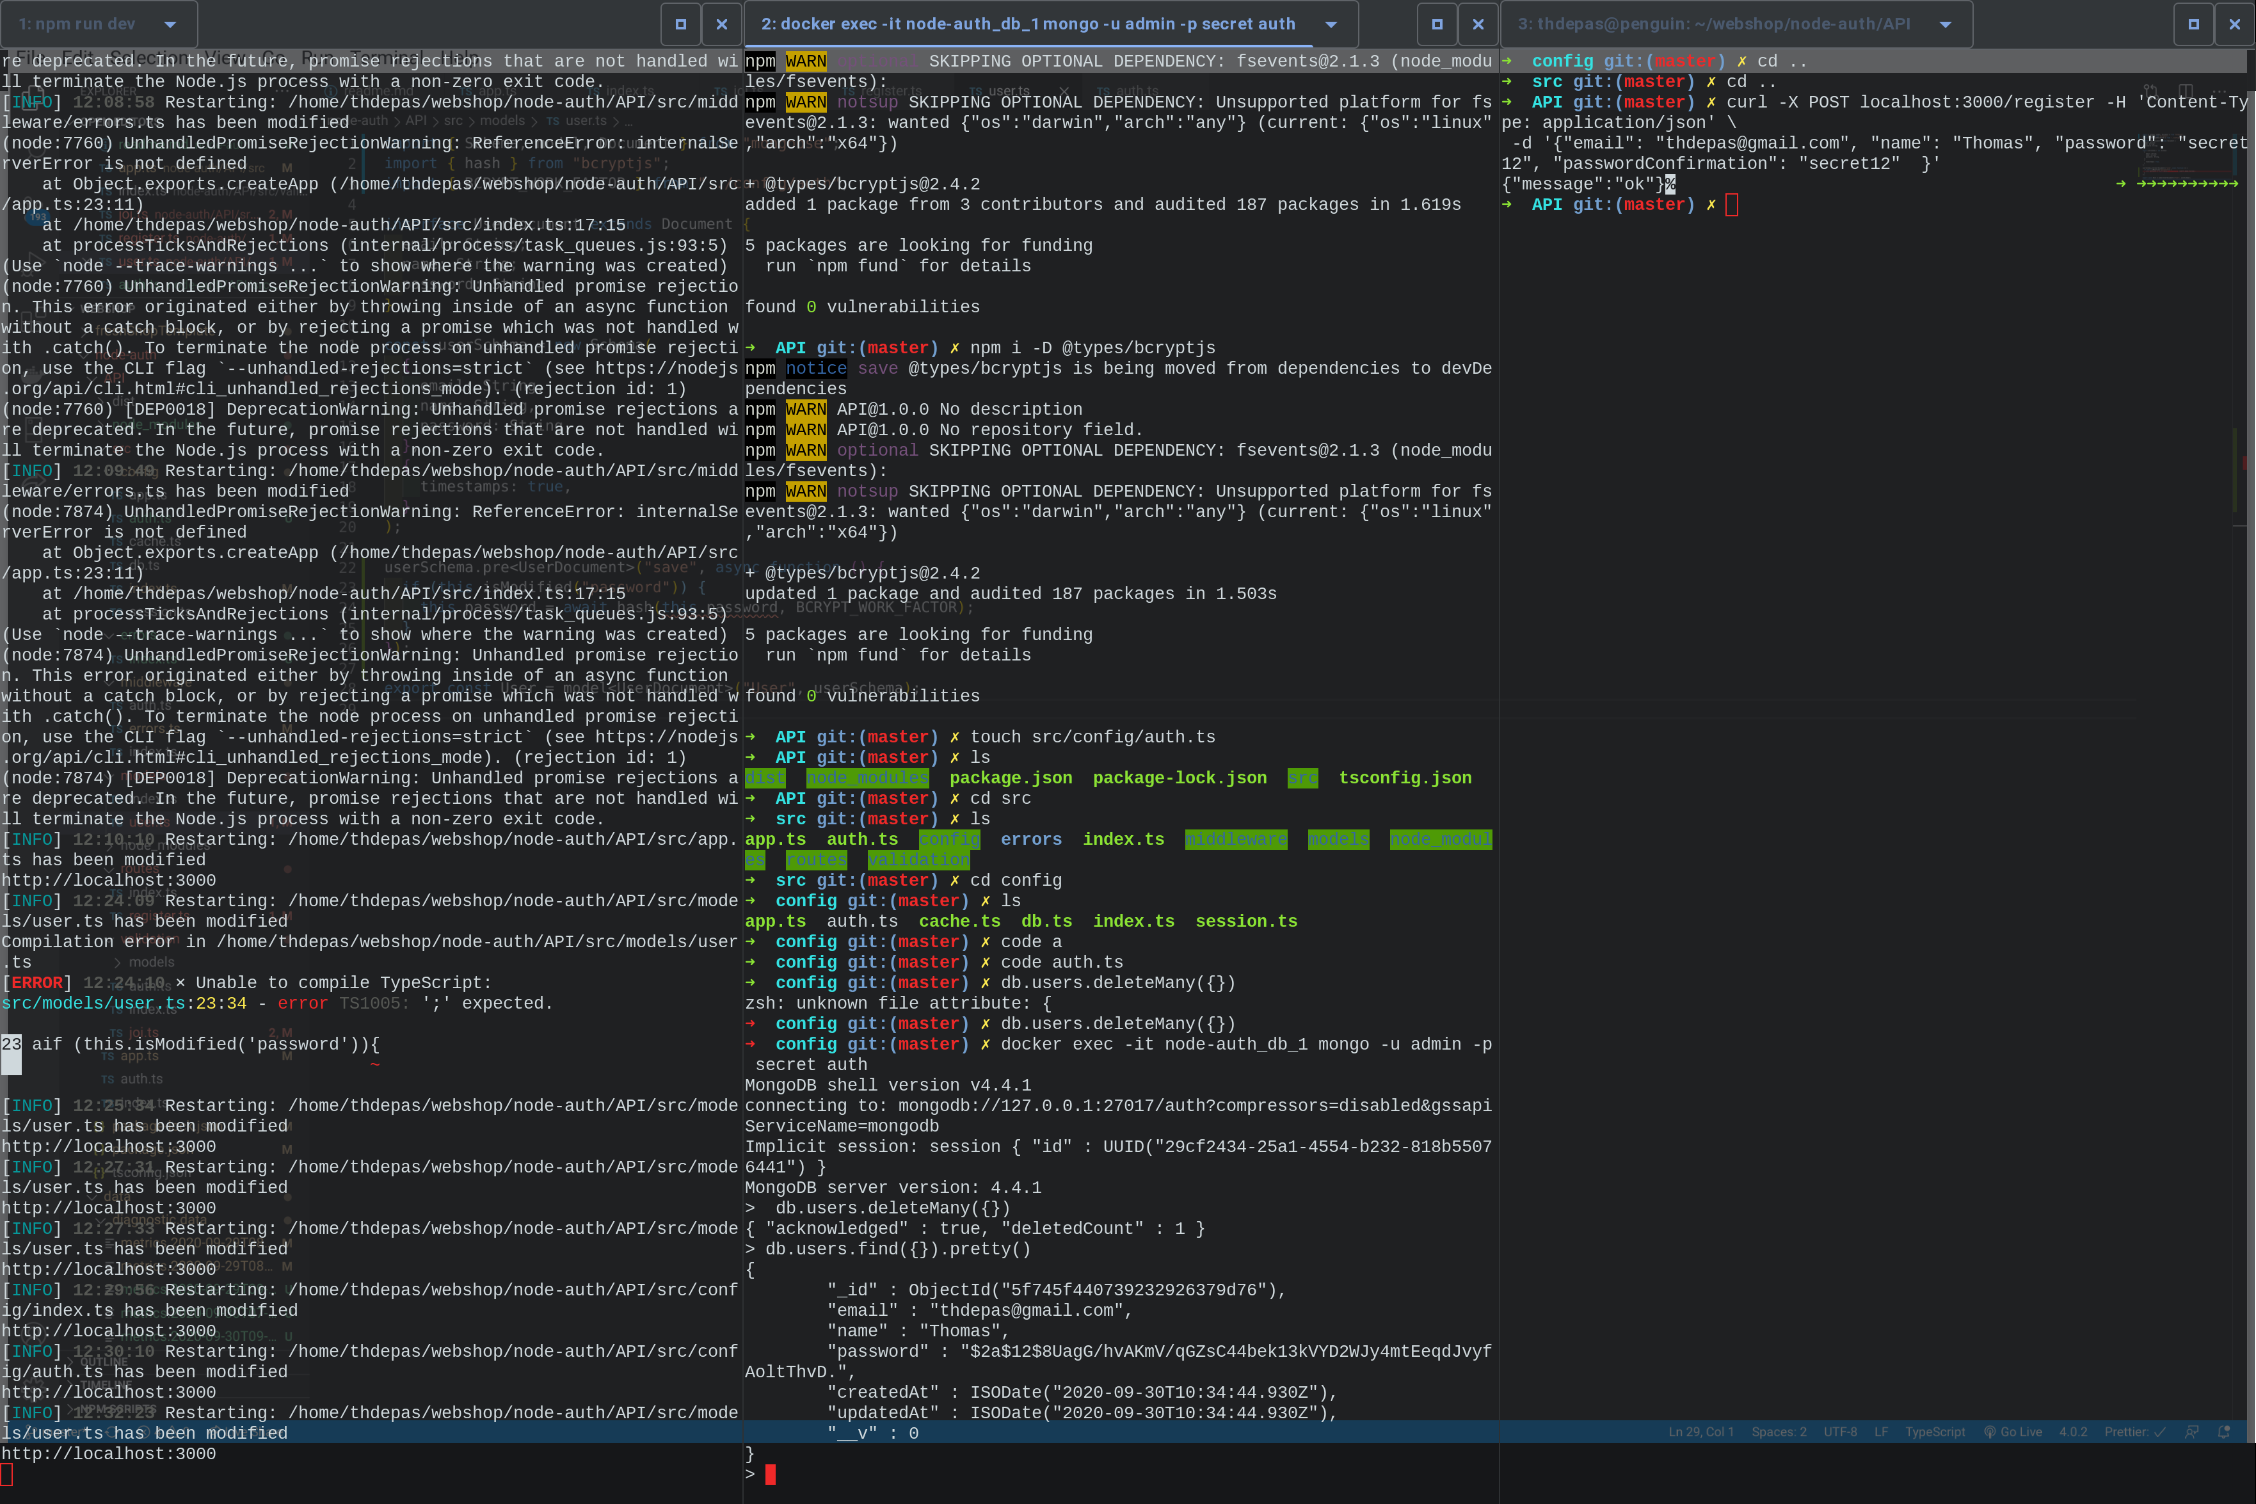 1: npm run dev
re deprecated. In the future, promise rejections that are not handled wi
ll terminate the Node.js process with a non-zero exit code.
[INFO] 12:08:58 Restarting: /home/thdepas/webshop/node-auth/API/src/midd
leware/errors.ts has been modified
(node:7760) UnhandledPromiseRejectionWarning: ReferenceError: internalSe
rverError is not defined
    at Object.exports.createApp (/home/thdepas/webshop/node-auth/API/src
/app.ts:23:11)
    at /home/thdepas/webshop/node-auth/API/src/index.ts:17:15
    at processTicksAndRejections (internal/process/task_queues.js:93:5)
(Use `node --trace-warnings ...` to show where the warning was created)
(node:7760) UnhandledPromiseRejectionWarning: Unhandled promise rejectio
n. This error originated either by throwing inside of an async function
without a catch block, or by rejecting a promise which was not handled w
ith .catch(). To terminate the node process on unhandled promise rejecti
on, use the CLI flag `--unhandled-rejections=strict` (see https://nodejs
.org/api/cli.html#cli_unhandled_rejections_mode). (rejection id: 1)
(node:7760) [DEP0018] DeprecationWarning: Unhandled promise rejections a
re deprecated. In the future, promise rejections that are not handled wi
ll terminate the Node.js process with a non-zero exit code.
[INFO] 12:09:49 Restarting: /home/thdepas/webshop/node-auth/API/src/midd
leware/errors.ts has been modified
(node:7874) UnhandledPromiseRejectionWarning: ReferenceError: internalSe
rverError is not defined
    at Object.exports.createApp (/home/thdepas/webshop/node-auth/API/src
/app.ts:23:11)
    at /home/thdepas/webshop/node-auth/API/src/index.ts:17:15
    at processTicksAndRejections (internal/process/task_queues.js:93:5)
(Use `node --trace-warnings ...` to show where the warning was created)
(node:7874) UnhandledPromiseRejectionWarning: Unhandled promise rejectio
n. This error originated either by throwing inside of an async function
without a catch block, or by rejecting a promise which was not handled w
ith .catch(). To terminate the node process on unhandled promise rejecti
on, use the CLI flag `--unhandled-rejections=strict` (see https://nodejs
.org/api/cli.html#cli_unhandled_rejections_mode). (rejection id: 1)
(node:7874) [DEP0018] DeprecationWarning: Unhandled promise rejections a
re deprecated. In the future, promise rejections that are not handled wi
ll terminate the Node.js process with a non-zero exit code.
[INFO] 12:10:10 Restarting: /home/thdepas/webshop/node-auth/API/src/app.
ts has been modified
http://localhost:3000
[INFO] 12:24:09 Restarting: /home/thdepas/webshop/node-auth/API/src/mode
ls/user.ts has been modified
Compilation error in /home/thdepas/webshop/node-auth/API/src/models/user
.ts
[ERROR] 12:24:10 × Unable to compile TypeScript:
src/models/user.ts:23:34 - error TS1005: ';' expected.
23 aif (this.isModified('password')){
~
[INFO] 12:25:34 Restarting: /home/thdepas/webshop/node-auth/API/src/mode
ls/user.ts has been modified
http://localhost:3000
[INFO] 12:27:31 Restarting: /home/thdepas/webshop/node-auth/API/src/mode
ls/user.ts has been modified
http://localhost:3000
[INFO] 12:27:33 Restarting: /home/thdepas/webshop/node-auth/API/src/mode
ls/user.ts has been modified
http://localhost:3000
[INFO] 12:29:56 Restarting: /home/thdepas/webshop/node-auth/API/src/conf
ig/index.ts has been modified
http://localhost:3000
[INFO] 12:30:10 Restarting: /home/thdepas/webshop/node-auth/API/src/conf
ig/auth.ts has been modified
http://localhost:3000
[INFO] 12:32:23 Restarting: /home/thdepas/webshop/node-auth/API/src/mode
ls/user.ts has been modified
http://localhost:3000
2: docker exec -it node-auth_db_1 mongo -u admin -p secret auth
npm WARN SKIPPING OPTIONAL DEPENDENCY: fsevents@2.1.3 (node_modu
les/fsevents):
npm WARN notsup SKIPPING OPTIONAL DEPENDENCY: Unsupported platform for fs
events@2.1.3: wanted {"os":"darwin","arch":"any"} (current: {"os":"linux"
,"arch":"x64"})
+ @types/bcryptjs@2.4.2
added 1 package from 3 contributors and audited 187 packages in 1.619s
5 packages are looking for funding
  run `npm fund` for details
found 0 vulnerabilities
➜  API git:(master) ✗ npm i -D @types/bcryptjs
npm notice save @types/bcryptjs is being moved from dependencies to devDe
pendencies
npm WARN API@1.0.0 No description
npm WARN API@1.0.0 No repository field.
npm WARN optional SKIPPING OPTIONAL DEPENDENCY: fsevents@2.1.3 (node_modu
les/fsevents):
npm WARN notsup SKIPPING OPTIONAL DEPENDENCY: Unsupported platform for fs
events@2.1.3: wanted {"os":"darwin","arch":"any"} (current: {"os":"linux"
,"arch":"x64"})
+ @types/bcryptjs@2.4.2
updated 1 package and audited 187 packages in 1.503s
5 packages are looking for funding
  run `npm fund` for details
found 0 vulnerabilities
➜  API git:(master) ✗ touch src/config/auth.ts
➜  API git:(master) ✗ ls
dist  node_modules  package.json  package-lock.json  src  tsconfig.json
➜  API git:(master) ✗ cd src
➜  src git:(master) ✗ ls
app.ts  auth.ts  config  errors  index.ts  middleware  models  node_modul
es  routes  validation
➜  src git:(master) ✗ cd config
➜  config git:(master) ✗ ls
app.ts  auth.ts  cache.ts  db.ts  index.ts  session.ts
➜  config git:(master) ✗ code a
➜  config git:(master) ✗ code auth.ts
➜  config git:(master) ✗ db.users.deleteMany({})
zsh: unknown file attribute: {
➜  config git:(master) ✗ db.users.deleteMany({})
➜  config git:(master) ✗ docker exec -it node-auth_db_1 mongo -u admin -p
 secret auth
MongoDB shell version v4.4.1
connecting to: mongodb://127.0.0.1:27017/auth?compressors=disabled&gssapi
ServiceName=mongodb
Implicit session: session { "id" : UUID("29cf2434-25a1-4554-b232-818b5507
6441") }
MongoDB server version: 4.4.1
>  db.users.deleteMany({})
{ "acknowledged" : true, "deletedCount" : 1 }
> db.users.find({}).pretty()
{
        "_id" : ObjectId("5f745f440739232926379d76"),
        "email" : "thdepas@gmail.com",
        "name" : "Thomas",
        "password" : "$2a$12$8UagG/hvAKmV/qGZsC44bek13kVYD2WJy4mtEeqdJvyf
AoltThvD.",
        "createdAt" : ISODate("2020-09-30T10:34:44.930Z"),
        "updatedAt" : ISODate("2020-09-30T10:34:44.930Z"),
        "__v" : 0
}
>
3: thdepas@penguin: ~/webshop/node-auth/API
➜  config git:(master) ✗ cd ..
➜  src git:(master) ✗ cd ..
➜  API git:(master) ✗ curl -X POST localhost:3000/register -H 'Content-Ty
pe: application/json' \
 -d '{"email": "thdepas@gmail.com", "name": "Thomas", "password": "secret
12", "passwordConfirmation": "secret12"  }'
{"message":"ok"}%
➜  API git:(master) ✗
Ln 29, Col 1 Spaces: 2 UTF-8 LF TypeScript Go Live 4.0.2 Prettier: ✓